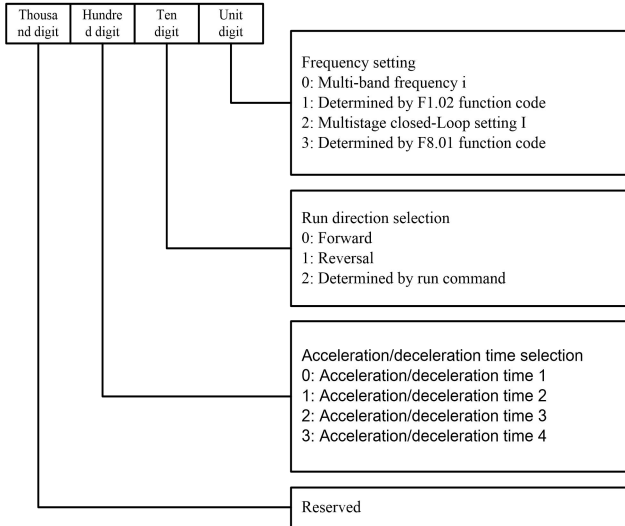 Thousa
nd digit
Hundre
d digit
Ten
digit
Unit
digit
Frequency setting
0: Multi-band frequency i
1: Determined by F1.02 function code
2: Multistage closed-Loop setting I
3: Determined by F8.01 function code
Run direction selection
0: Forward
1: Reversal
2: Determined by run command
Acceleration/deceleration time selection
0: Acceleration/deceleration time 1
1: Acceleration/deceleration time 2
2: Acceleration/deceleration time 3
3: Acceleration/deceleration time 4
Reserved